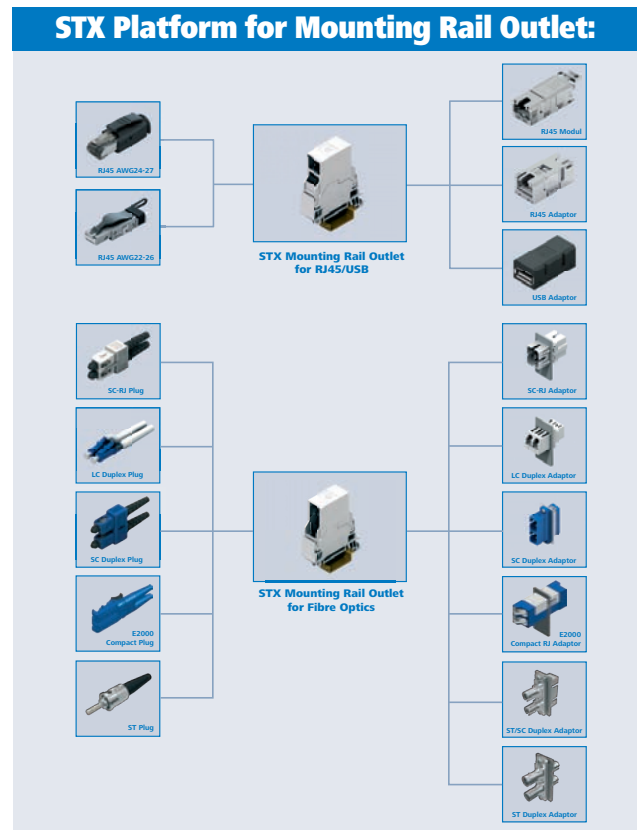 STX Platform for Mounting Rail Outlet:
RJ45 AWG24-27
RJ45 AWG22-26
STX Mounting Rail Outlet
for RJ45/USB
RJ45 Modul
RJ45 Adaptor
USB Adaptor
SC-RJ Plug
LC Duplex Plug
SC Duplex Plug
E2000
Compact Plug
ST Plug
STX Mounting Rail Outlet
for Fibre Optics
SC-RJ Adaptor
LC Duplex Adaptor
SC Duplex Adaptor
E2000
Compact RJ Adaptor
ST/SC Duplex Adaptor
ST Duplex Adaptor